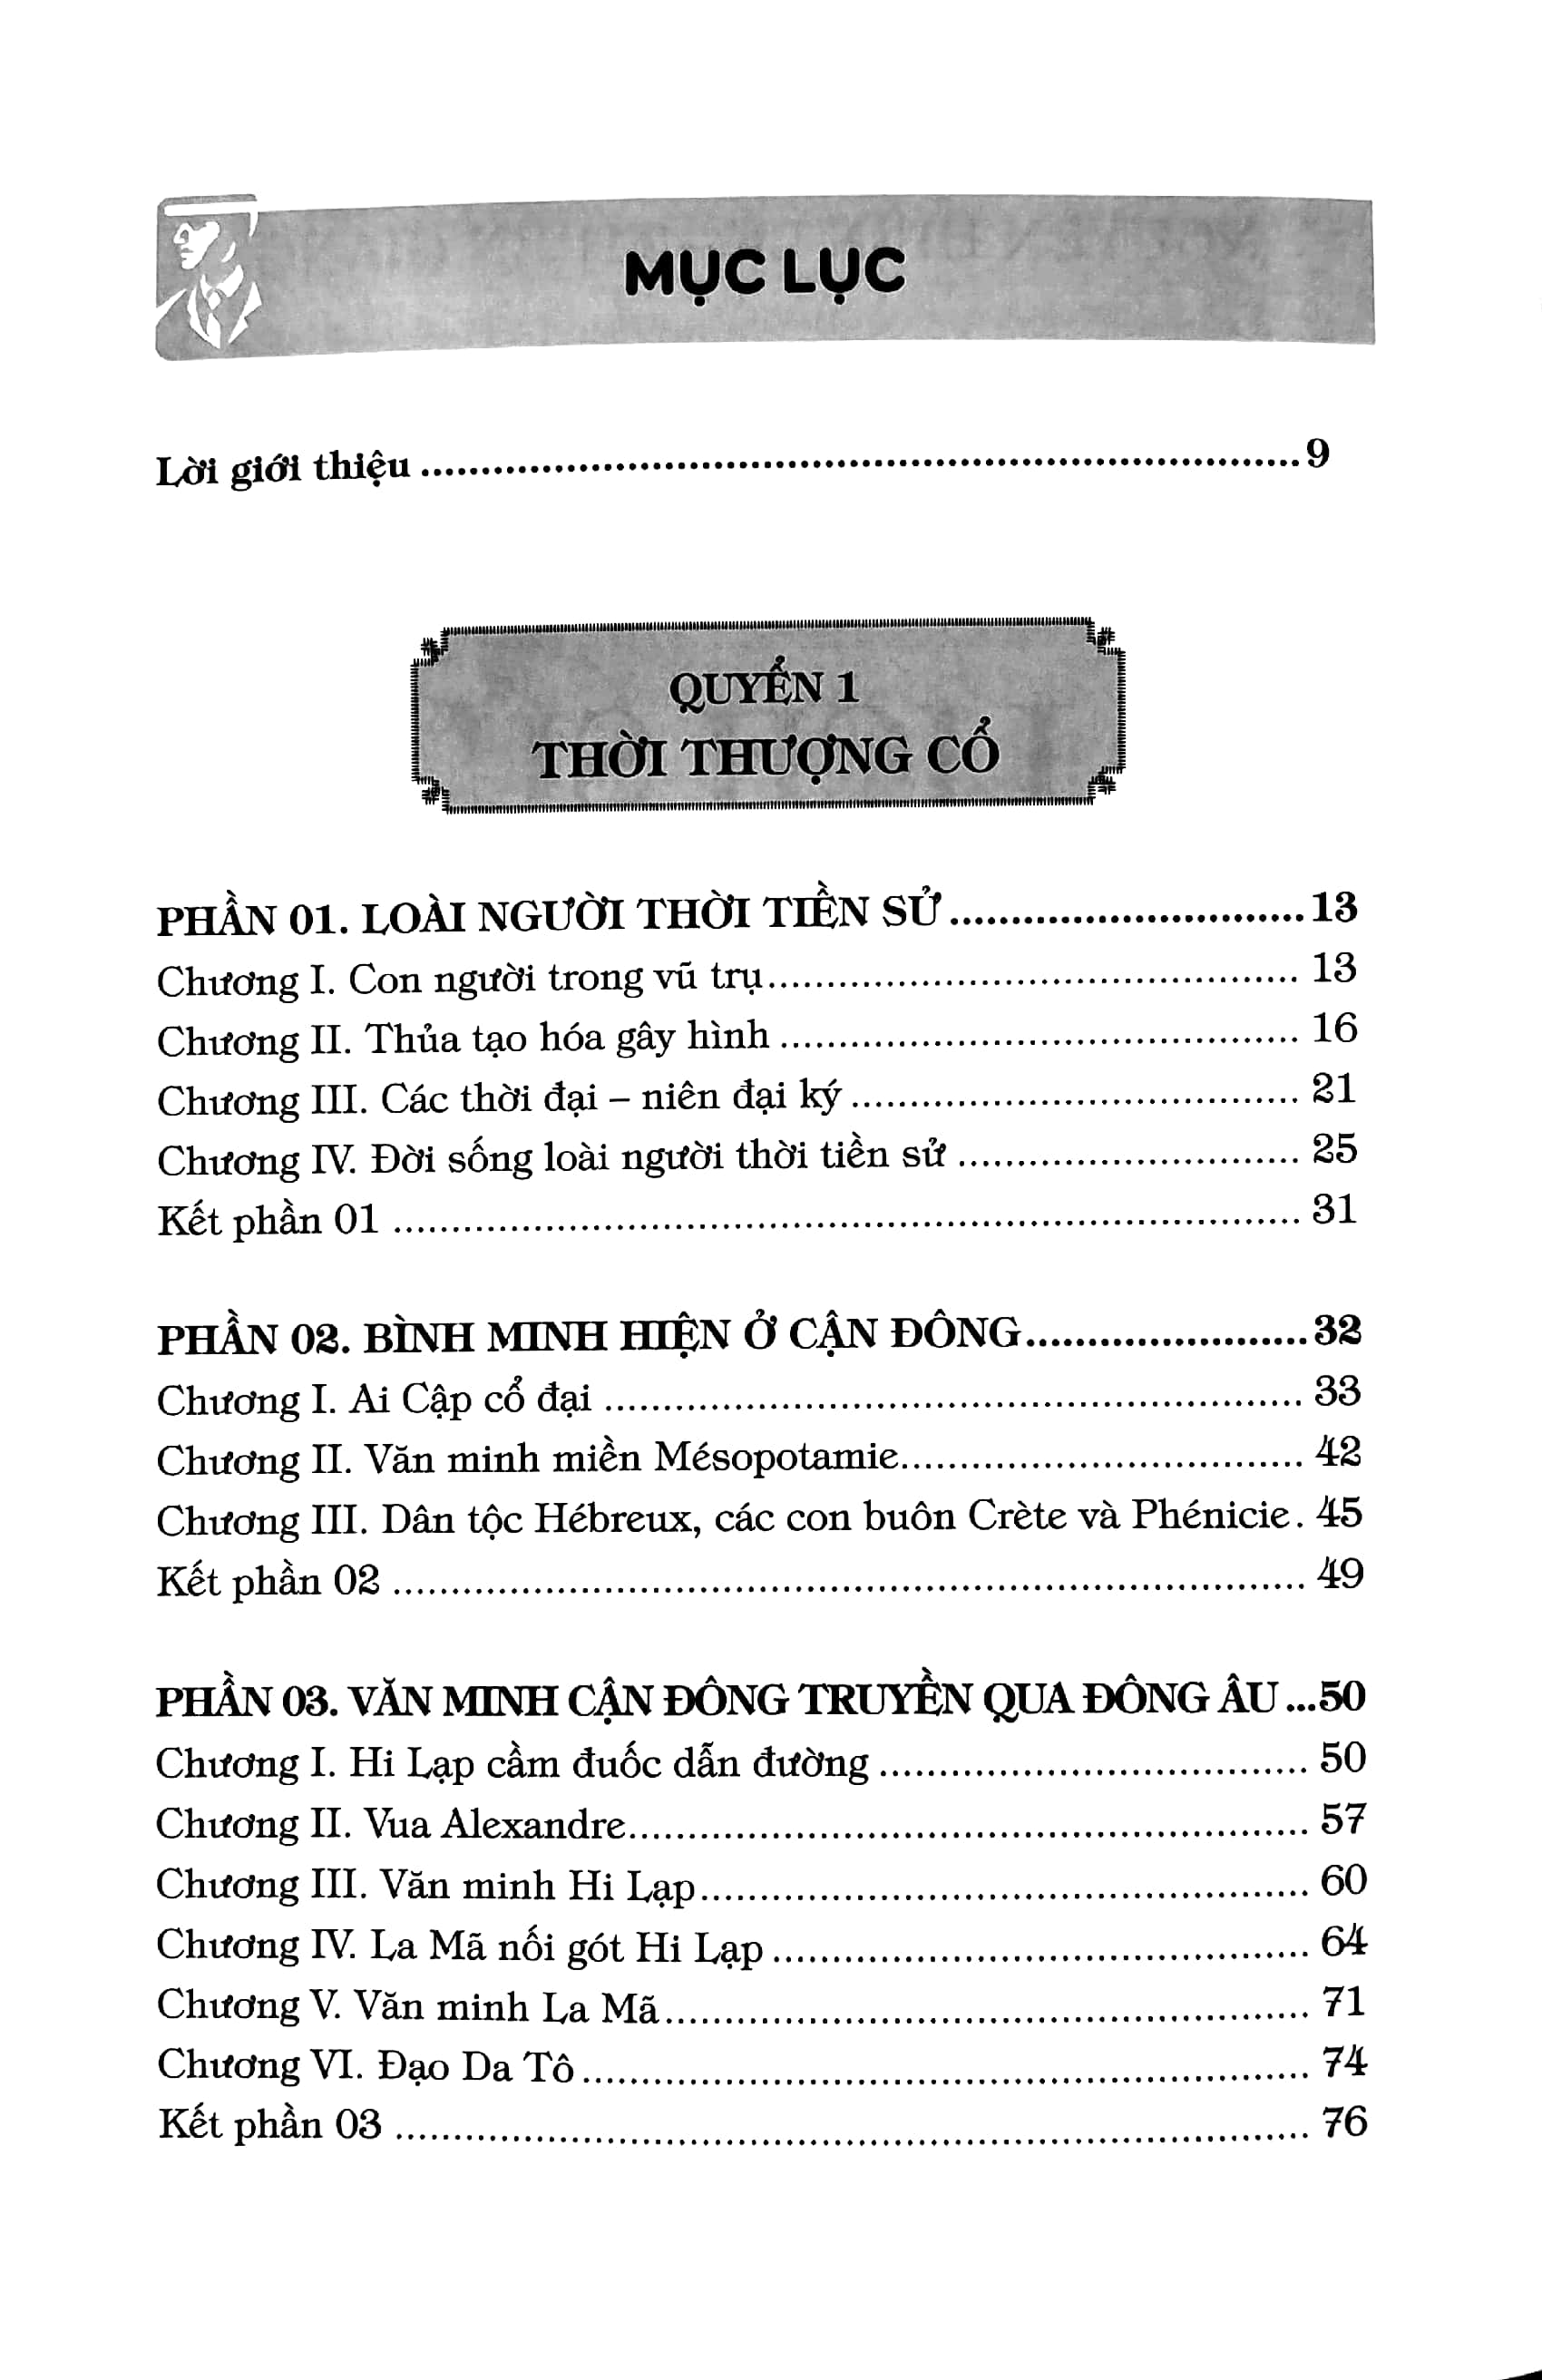 MỤC LỤC
Lời giới thiệu ........................................ 9
QUYỂN 1
THỜI THƯỢNG CỔ
PHẦN 01. LOÀI NGƯỜI THỜI TIỀN SỬ .............................. 13
Chương I. Con người trong vũ trụ ........................................ 13
Chương II. Thủa tạo hóa gây hình ........................................ 16
Chương III. Các thời đại – niên đại ký ........................................ 21
Chương IV. Đời sống loài người thời tiền sử .............................. 25
Kết phần 01 ........................................ 31
PHẦN 02. BÌNH MINH HIỆN Ở CẬN ĐÔNG ........................ 32
Chương I. Ai Cập cổ đại ........................................ 33
Chương II. Văn minh miền Mésopotamie .............................. 42
Chương III. Dân tộc Hébreux, các con buôn Crète và Phénicie . 45
Kết phần 02 ........................................ 49
PHẦN 03. VĂN MINH CẬN ĐÔNG TRUYỀN QUA ĐÔNG ÂU ... 50
Chương I. Hi Lạp cầm đuốc dẫn đường .............................. 50
Chương II. Vua Alexandre ........................................ 57
Chương III. Văn minh Hi Lạp ........................................ 60
Chương IV. La Mã nối gót Hi Lạp ........................................ 64
Chương V. Văn minh La Mã ........................................ 71
Chương VI. Đạo Da Tô ........................................ 74
Kết phần 03 ........................................ 76